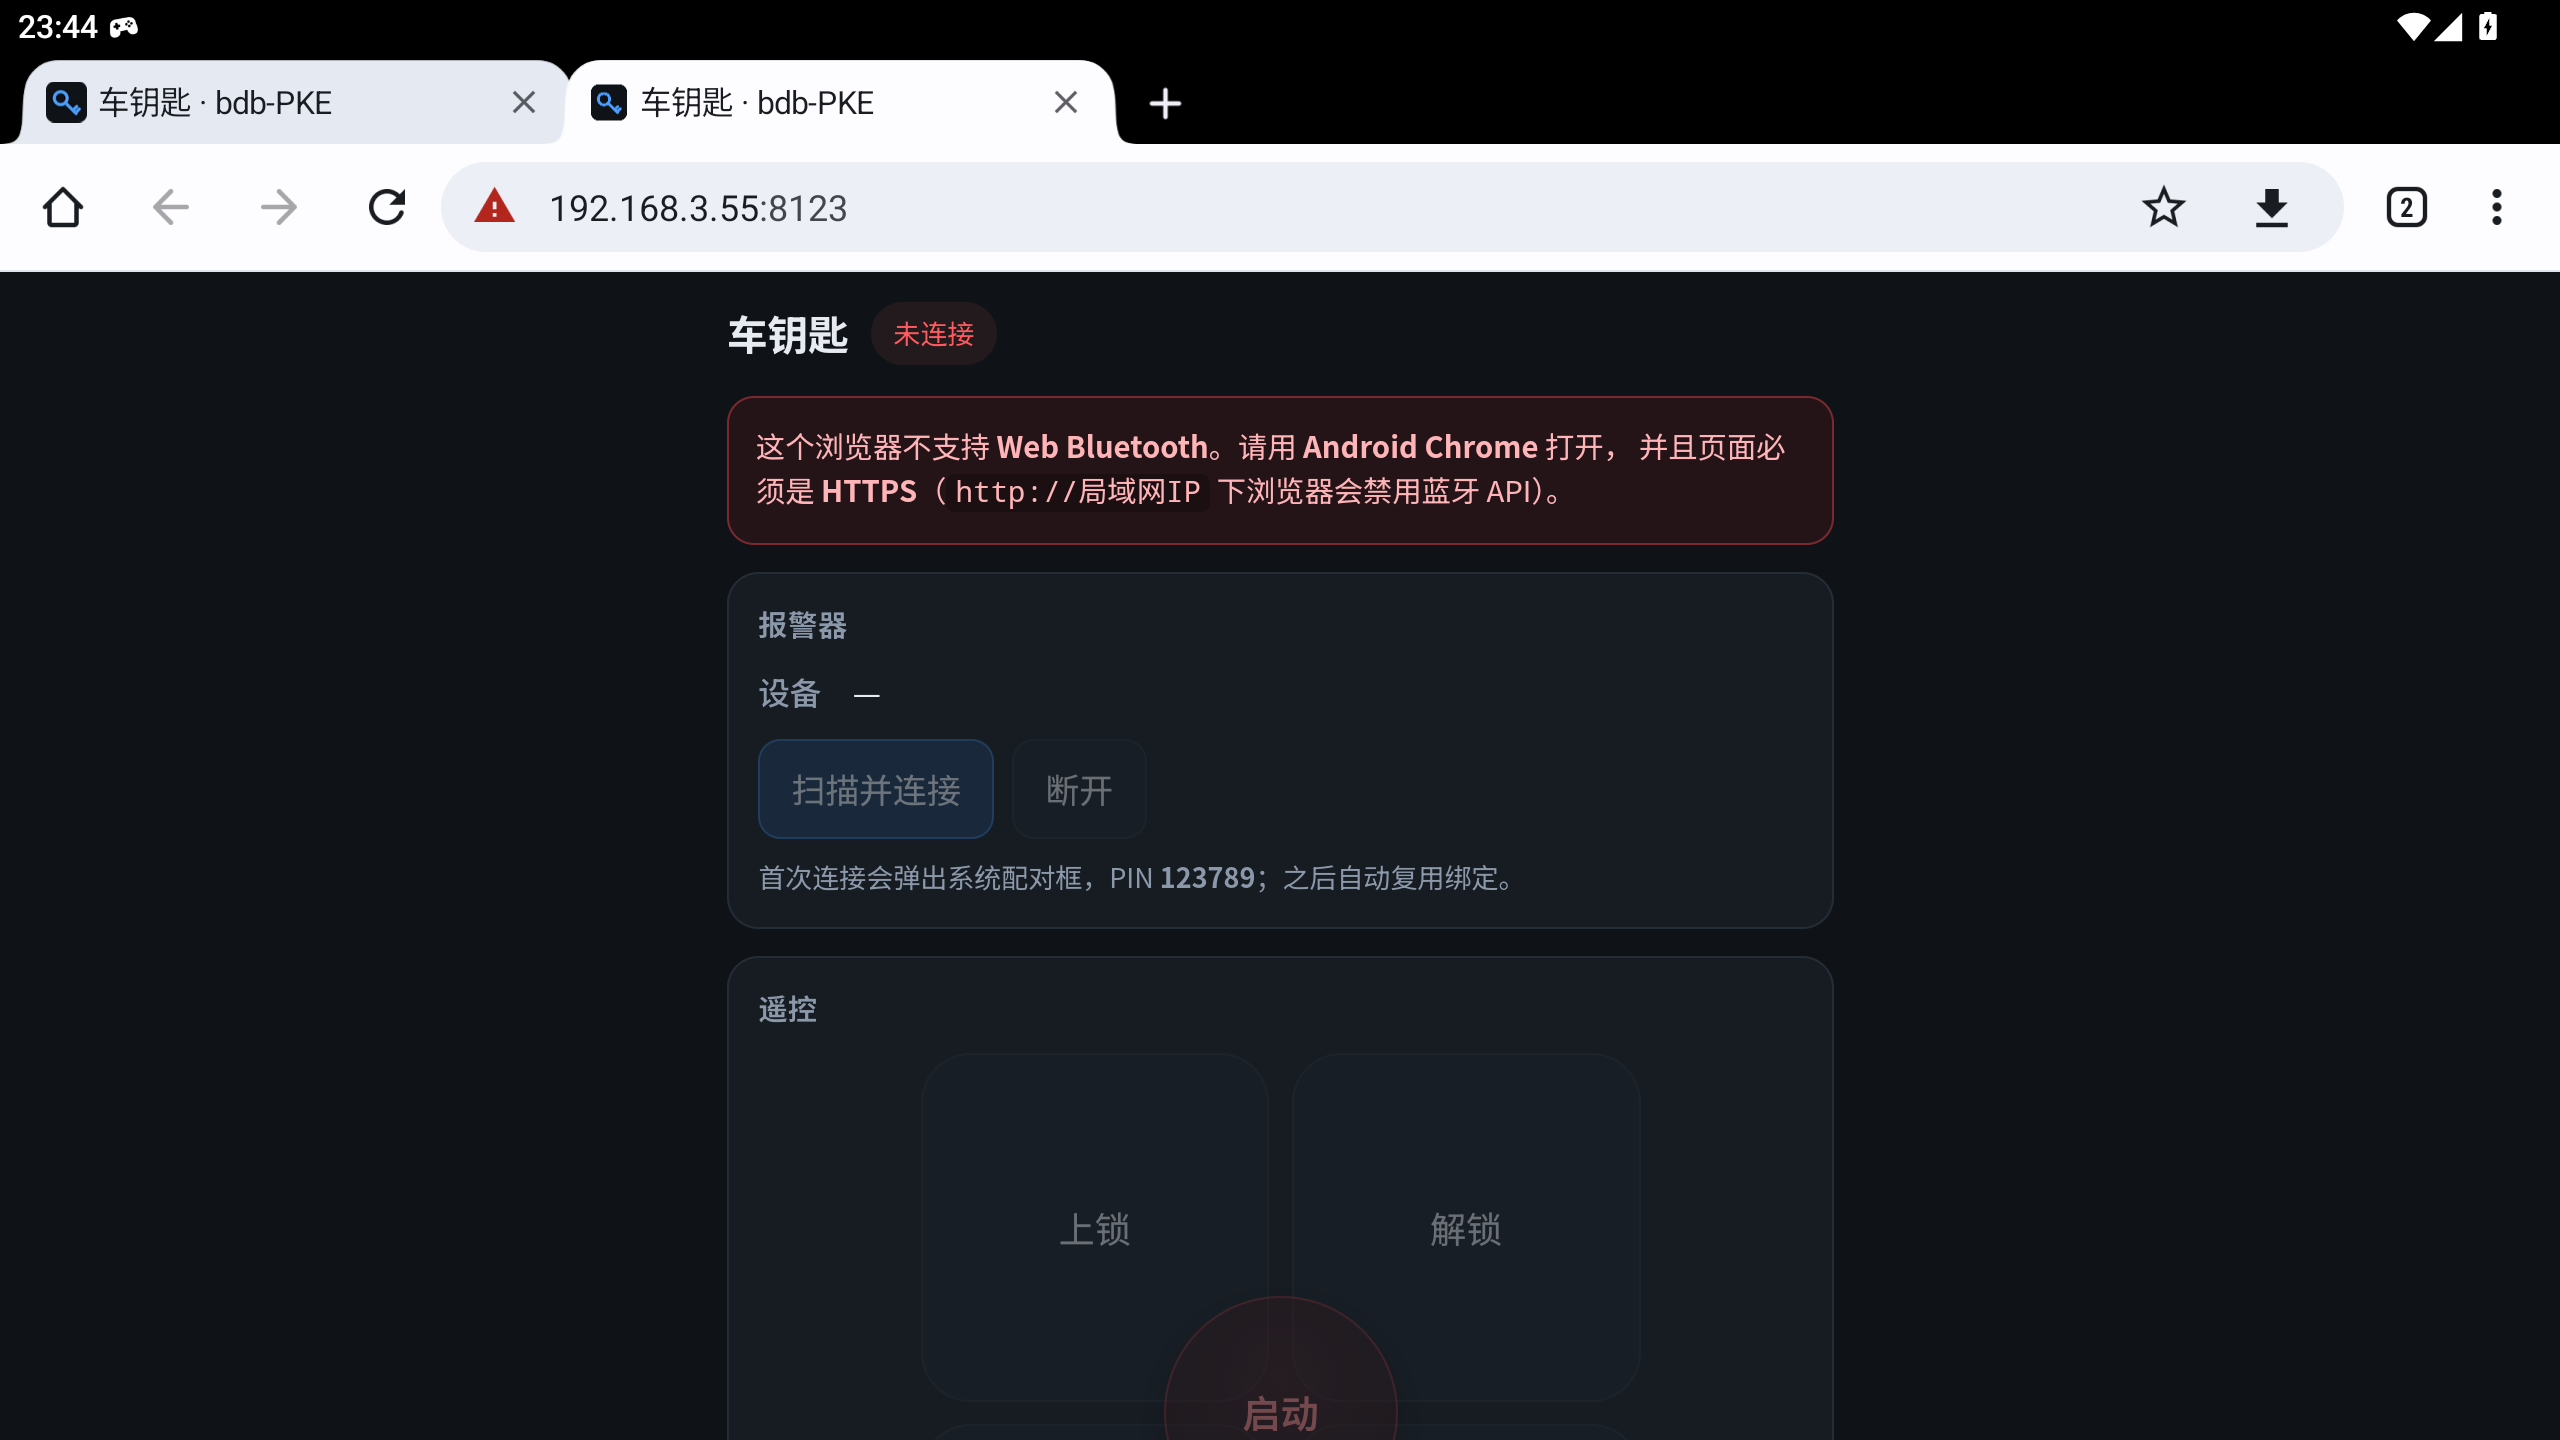 23:44
车钥匙 · bdb-PKE
车钥匙 · bdb-PKE
192.168.3.55:8123
2
车钥匙 未连接
这个浏览器不支持 Web Bluetooth。请用 Android Chrome 打开， 并且页面必
须是 HTTPS（ http://局域网IP 下浏览器会禁用蓝牙 API）。
报警器
设备 —
扫描并连接 断开
首次连接会弹出系统配对框，PIN 123789；之后自动复用绑定。
遥控
上锁 解锁
启动